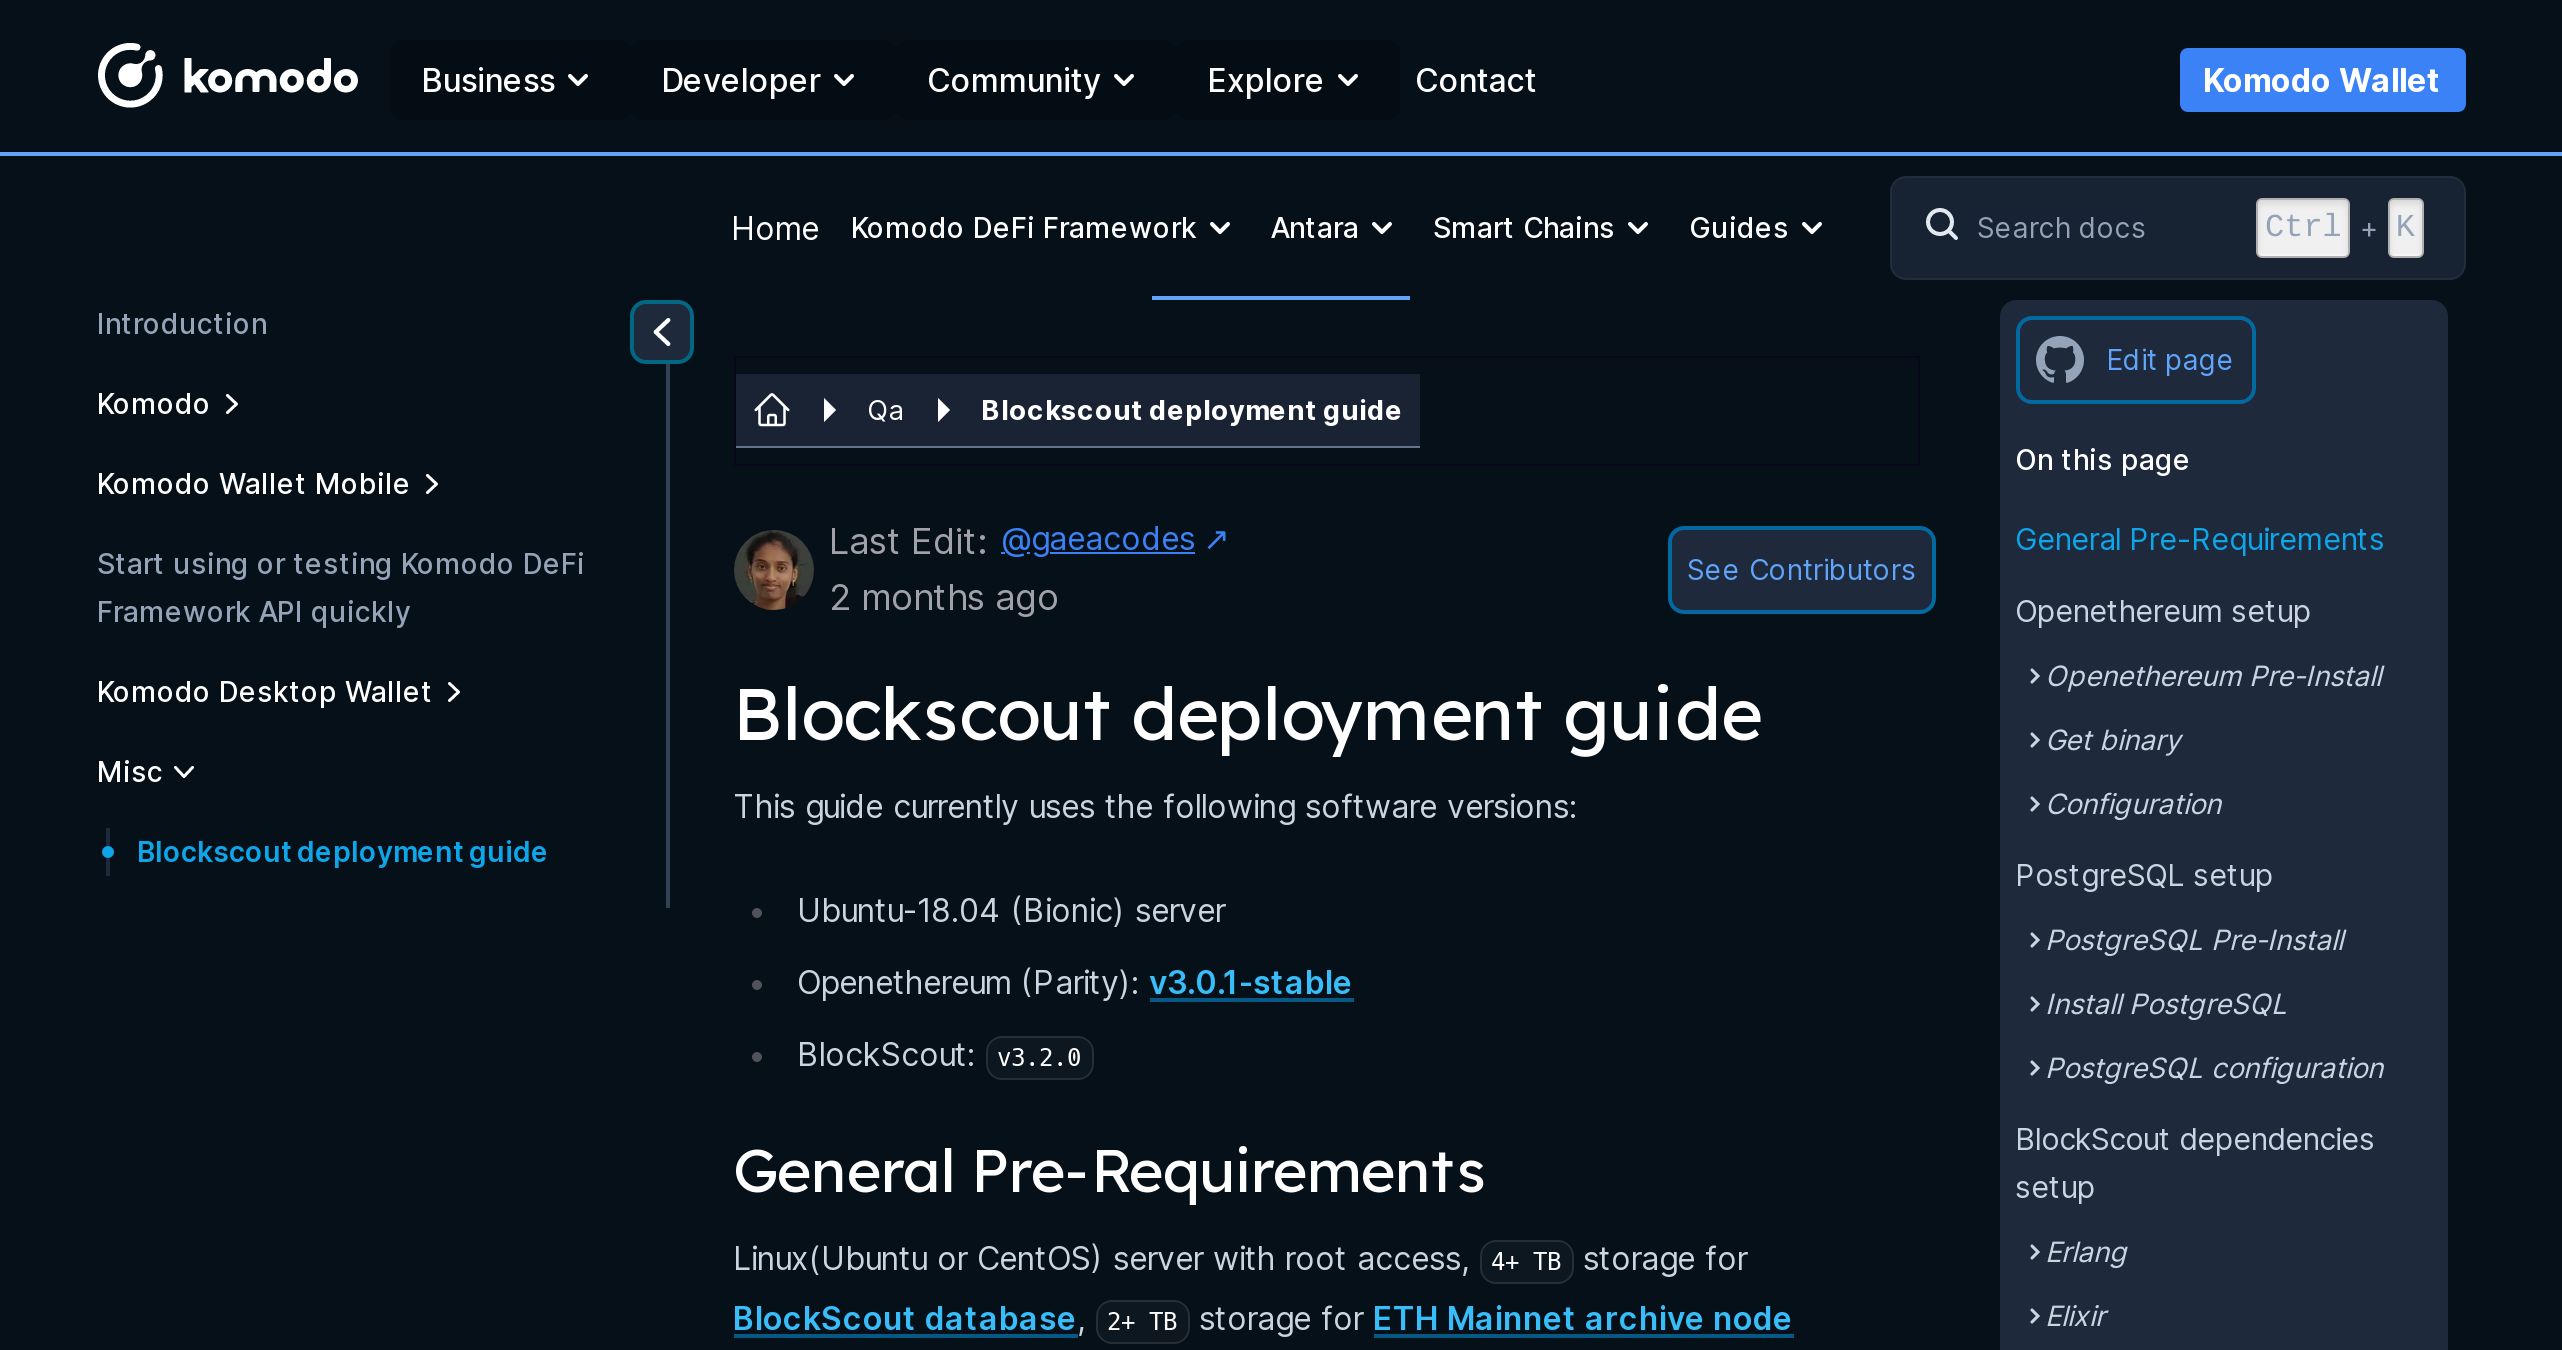 komodo
Business
Developer
Community
Explore
Contact
Komodo Wallet
Home
Komodo DeFi Framework
Antara
Smart Chains
Guides
Search docs
Ctrl + K
Introduction
Komodo
Komodo Wallet Mobile
Start using or testing Komodo DeFi
Framework API quickly
Komodo Desktop Wallet
Misc
Blockscout deployment guide
Qa
Blockscout deployment guide
Last Edit: @gaeacodes ↗
2 months ago
See Contributors
Blockscout deployment guide
This guide currently uses the following software versions:
Ubuntu-18.04 (Bionic) server
Openethereum (Parity): v3.0.1-stable
BlockScout: v3.2.0
General Pre-Requirements
Linux(Ubuntu or CentOS) server with root access, 4+ TB storage for
BlockScout database, 2+ TB storage for ETH Mainnet archive node
Edit page
On this page
General Pre-Requirements
Openethereum setup
Openethereum Pre-Install
Get binary
Configuration
PostgreSQL setup
PostgreSQL Pre-Install
Install PostgreSQL
PostgreSQL configuration
BlockScout dependencies
setup
Erlang
Elixir